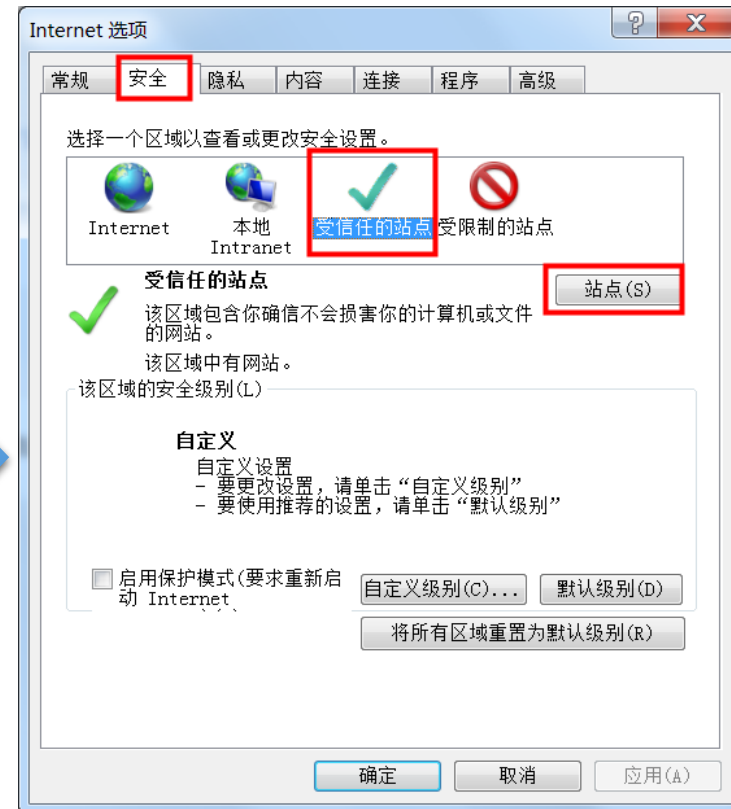 Internet 选项
常规 安全 隐私 内容 连接 程序 高级
选择一个区域以查看或更改安全设置。
Internet 本地 受信任的站点 受限制的站点
Intranet
受信任的站点
站点(S)
该区域包含你确信不会损害你的计算机或文件
的网站。
该区域中有网站。
该区域的安全级别(L)
自定义
自定义设置
- 要更改设置，请单击“自定义级别”
- 要使用推荐的设置，请单击“默认级别”
启用保护模式(要求重新启
动 Internet
自定义级别(C)... 默认级别(D)
将所有区域重置为默认级别(R)
确定 取消 应用(A)